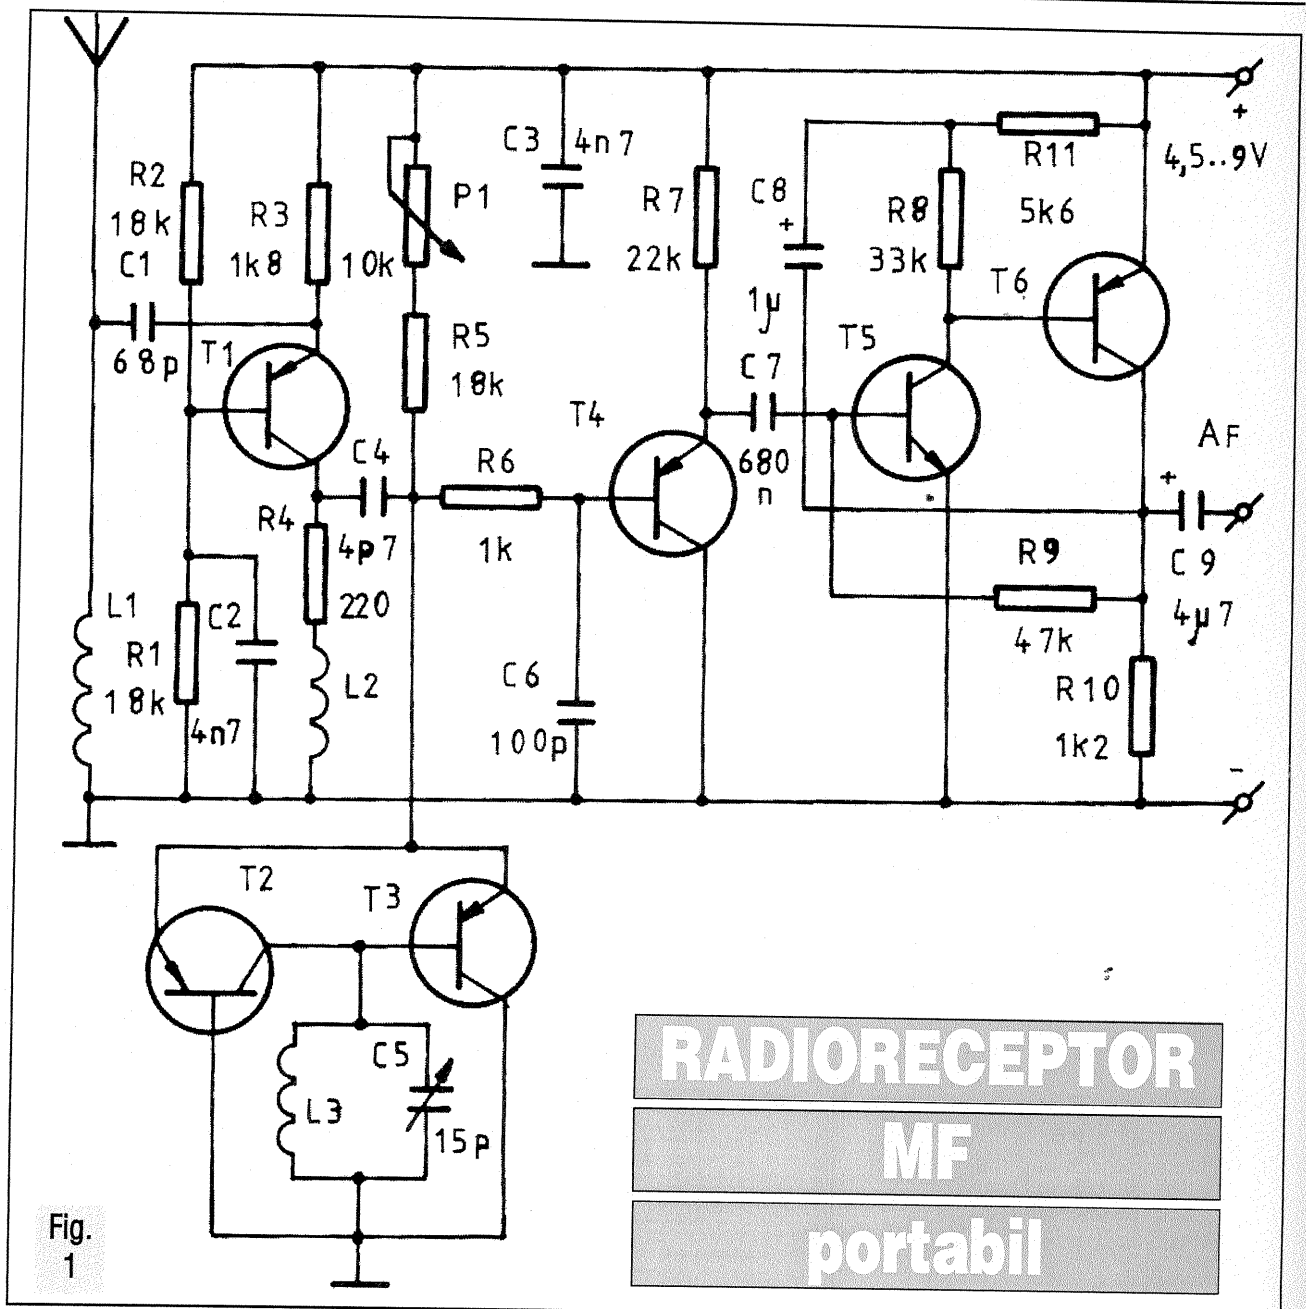 R2
18k
C1
68p
R3
1k8
T1
10k
P1
R5
18k
C3
4n7
R7
22k
C8
+
1µ
R8
33k
R11
5k6
+
4,5..9V
T6
T5
C7
680
n
T4
C4
4p7
R6
1k
R4
220
L1
R1
18k
C2
4n7
L2
C6
100p
AF
+
C9
4µ7
R9
47k
R10
1k2
-
T2
T3
C5
15p
L3
Fig.
1
RADIORECEPTOR
MF
portabil